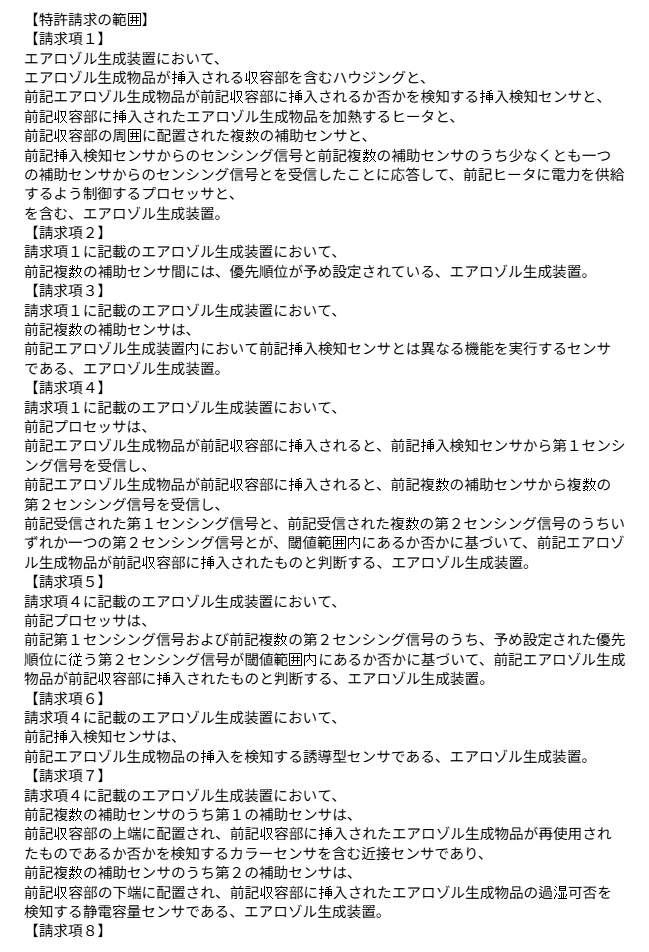 【特許請求の範囲】
【請求項１】
エアロゾル生成装置において、
エアロゾル生成物品が挿入される収容部を含むハウジングと、
前記エアロゾル生成物品が前記収容部に挿入されるか否かを検知する挿入検知センサと、
前記収容部に挿入されたエアロゾル生成物品を加熱するヒータと、
前記収容部の周囲に配置された複数の補助センサと、
前記挿入検知センサからのセンシング信号と前記複数の補助センサのうち少なくとも一つ
の補助センサからのセンシング信号とを受信したことに応答して、前記ヒータに電力を供給
するよう制御するプロセッサと、
を含む、エアロゾル生成装置。
【請求項２】
請求項１に記載のエアロゾル生成装置において、
前記複数の補助センサ間には、優先順位が予め設定されている、エアロゾル生成装置。
【請求項３】
請求項１に記載のエアロゾル生成装置において、
前記複数の補助センサは、
前記エアロゾル生成装置内において前記挿入検知センサとは異なる機能を実行するセンサ
である、エアロゾル生成装置。
【請求項４】
請求項１に記載のエアロゾル生成装置において、
前記プロセッサは、
前記エアロゾル生成物品が前記収容部に挿入されると、前記挿入検知センサから第１センシ
ング信号を受信し、
前記エアロゾル生成物品が前記収容部に挿入されると、前記複数の補助センサから複数の
第２センシング信号を受信し、
前記受信された第１センシング信号と、前記受信された複数の第２センシング信号のうちい
ずれか一つの第２センシング信号とが、閾値範囲内にあるか否かに基づいて、前記エアロゾ
ル生成物品が前記収容部に挿入されたものと判断する、エアロゾル生成装置。
【請求項５】
請求項４に記載のエアロゾル生成装置において、
前記プロセッサは、
前記第１センシング信号および前記複数の第２センシング信号のうち、予め設定された優先
順位に従う第２センシング信号が閾値範囲内にあるか否かに基づいて、前記エアロゾル生成
物品が前記収容部に挿入されたものと判断する、エアロゾル生成装置。
【請求項６】
請求項４に記載のエアロゾル生成装置において、
前記挿入検知センサは、
前記エアロゾル生成物品の挿入を検知する誘導型センサである、エアロゾル生成装置。
【請求項７】
請求項４に記載のエアロゾル生成装置において、
前記複数の補助センサのうち第１の補助センサは、
前記収容部の上端に配置され、前記収容部に挿入されたエアロゾル生成物品が再使用され
たものであるか否かを検知するカラーセンサを含む近接センサであり、
前記複数の補助センサのうち第２の補助センサは、
前記収容部の下端に配置され、前記収容部に挿入されたエアロゾル生成物品の過湿可否を
検知する静電容量センサである、エアロゾル生成装置。
【請求項８】